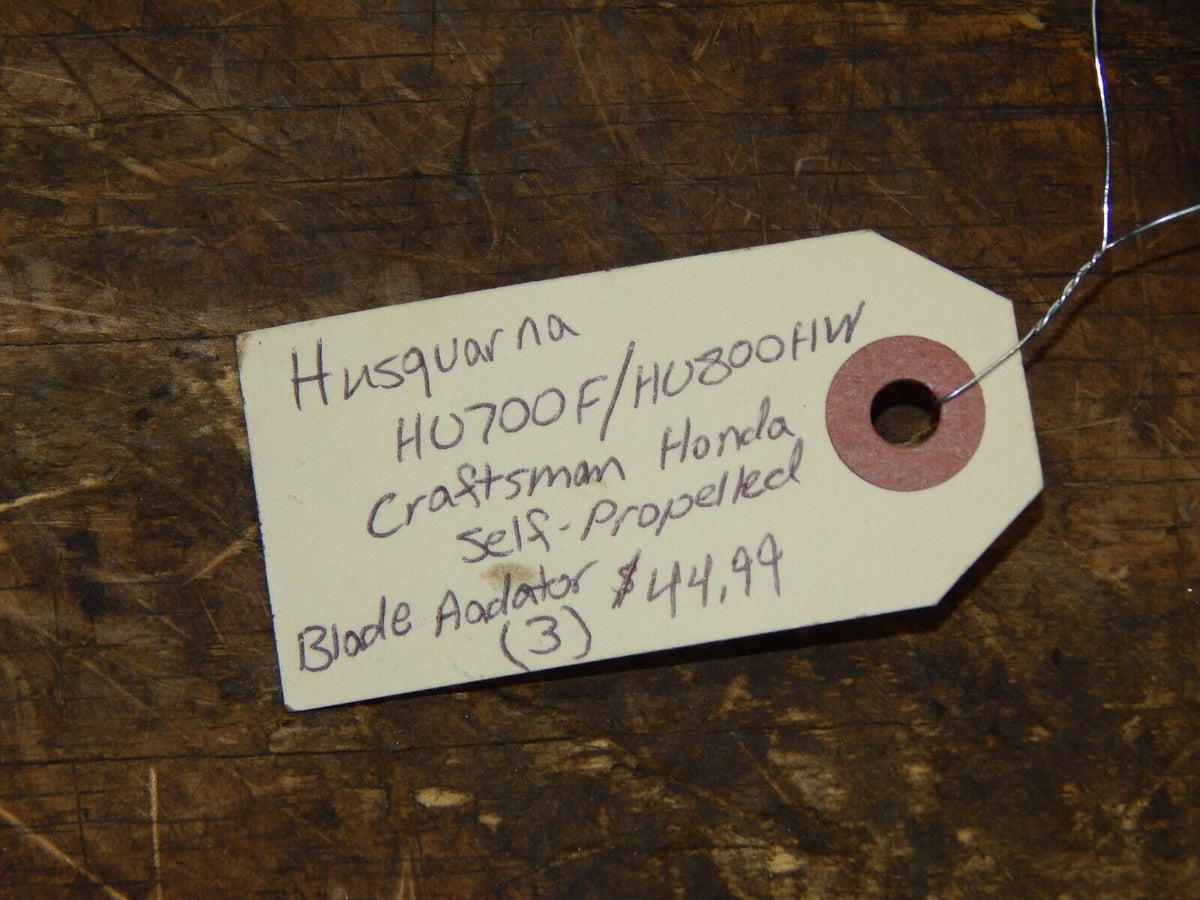 Husquarna
HU700F/HU800HW
Craftsman Honda
Self-Propelled
Blade Aadator $44.99
(3)